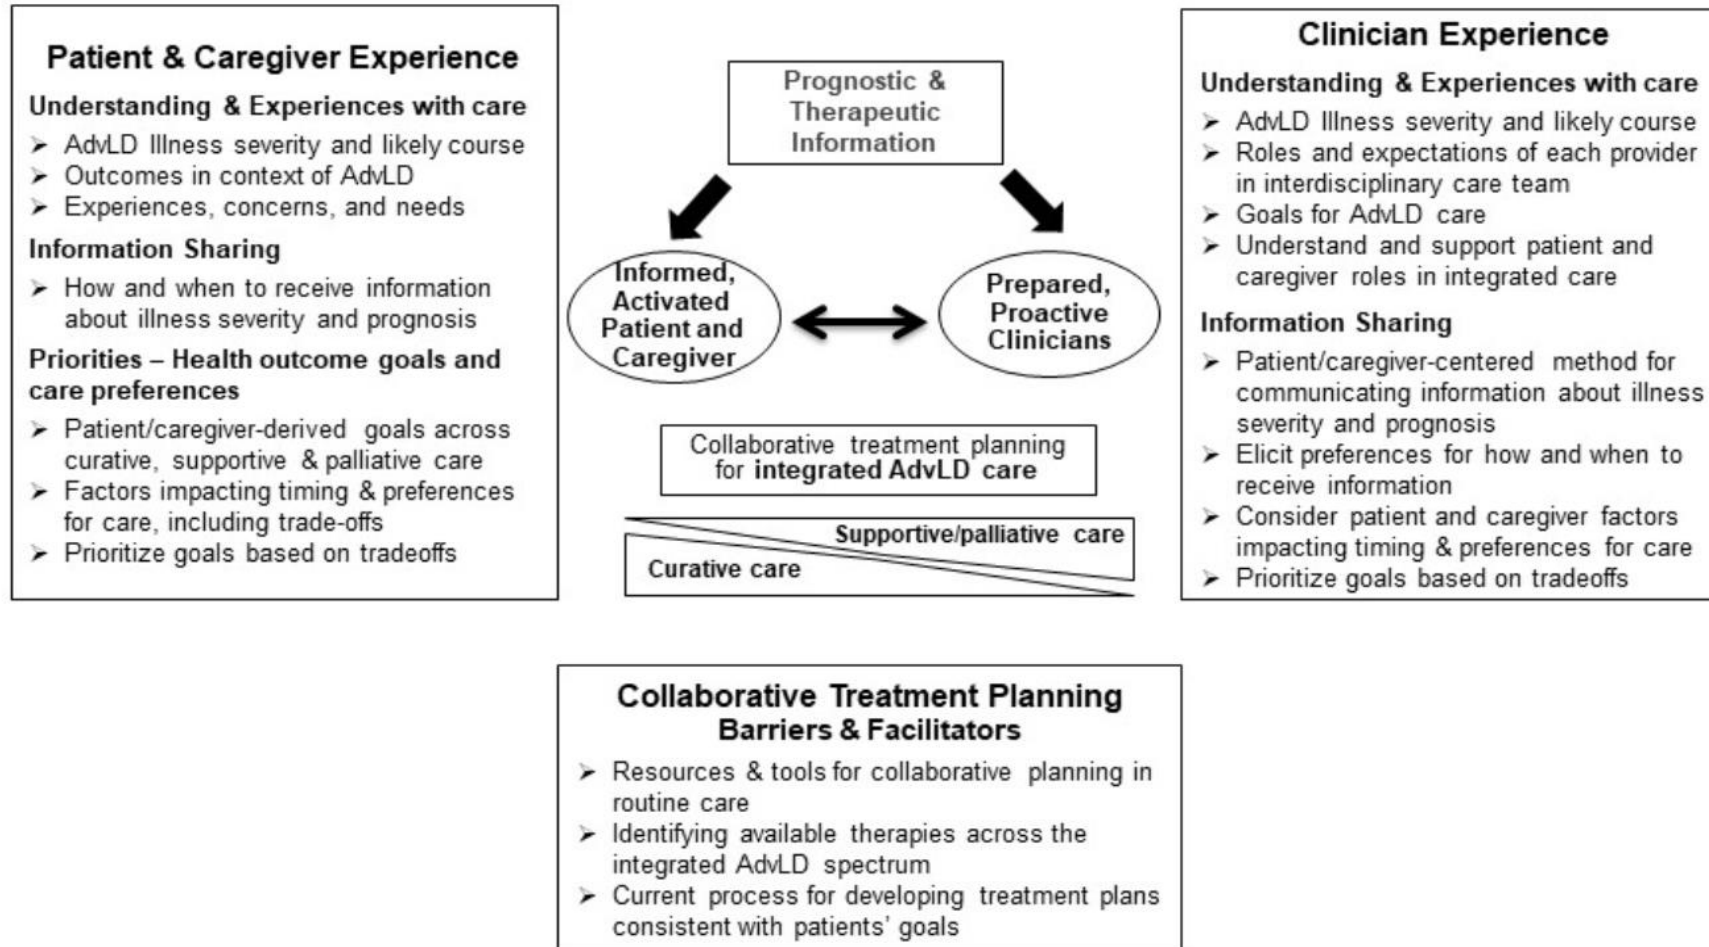 Patient & Caregiver Experience
Understanding & Experiences with care
➤ AdvLD Illness severity and likely course
➤ Outcomes in context of AdvLD
➤ Experiences, concerns, and needs
Information Sharing
➤ How and when to receive information
about illness severity and prognosis
Priorities – Health outcome goals and
care preferences
➤ Patient/caregiver-derived goals across
curative, supportive & palliative care
➤ Factors impacting timing & preferences
for care, including trade-offs
➤ Prioritize goals based on tradeoffs
Prognostic &
Therapeutic
Information
Informed,
Activated
Patient and
Caregiver
Prepared,
Proactive
Clinicians
Collaborative treatment planning
for integrated AdvLD care
Supportive/palliative care
Curative care
Clinician Experience
Understanding & Experiences with care
➤ AdvLD Illness severity and likely course
➤ Roles and expectations of each provider
in interdisciplinary care team
➤ Goals for AdvLD care
➤ Understand and support patient and
caregiver roles in integrated care
Information Sharing
➤ Patient/caregiver-centered method for
communicating information about illness
severity and prognosis
➤ Elicit preferences for how and when to
receive information
➤ Consider patient and caregiver factors
impacting timing & preferences for care
➤ Prioritize goals based on tradeoffs
Collaborative Treatment Planning
Barriers & Facilitators
➤ Resources & tools for collaborative planning in
routine care
➤ Identifying available therapies across the
integrated AdvLD spectrum
➤ Current process for developing treatment plans
consistent with patients' goals